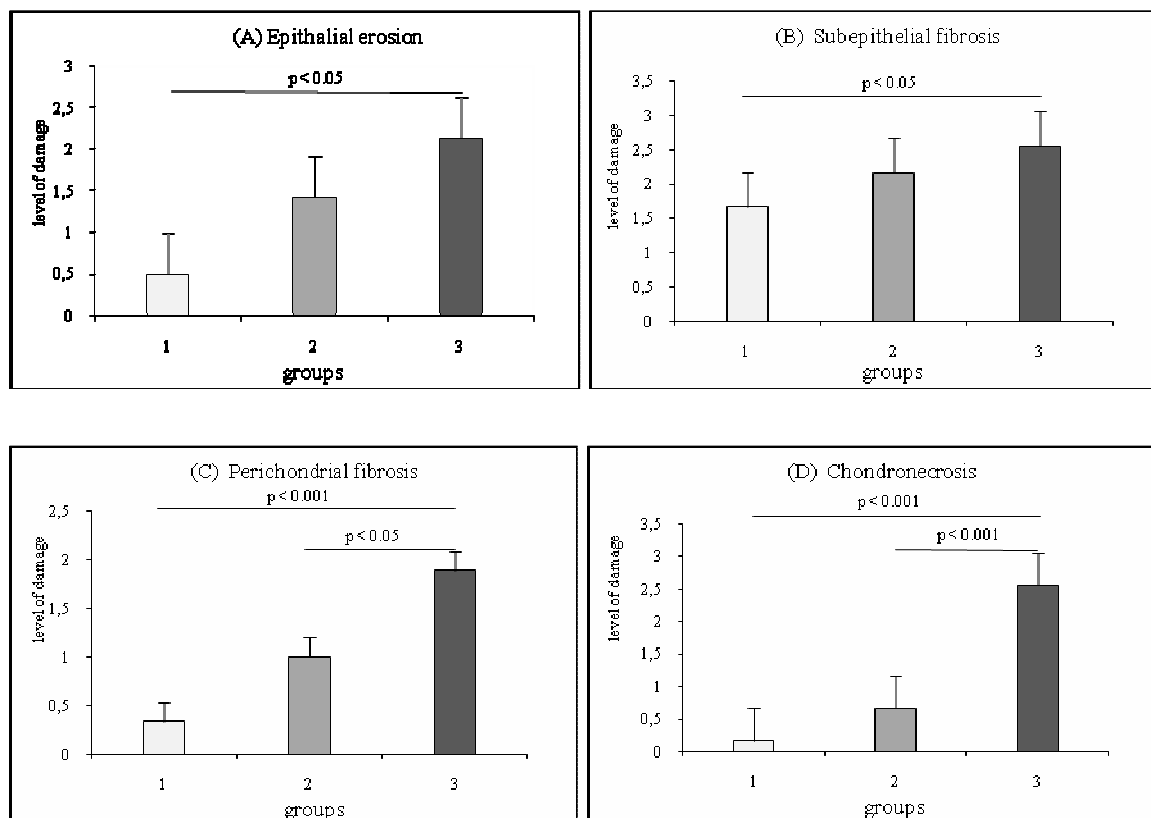 (A) Epithalial erosion
p < 0.05
level of damage
3
2,5
2
1,5
1
0,5
0
1 2 3
groups
(B) Subepithelial fibrosis
p < 0.05
level of damage
3,5
3
2,5
2
1,5
1
0,5
0
1 2 3
groups
(C) Perichondrial fibrosis
p < 0.001
p < 0.05
level of damage
2,5
2
1,5
1
0,5
0
1 2 3
groups
(D) Chondronecrosis
p < 0.001
p < 0.001
level of damage
3,5
3
2,5
2
1,5
1
0,5
0
1 2 3
groups